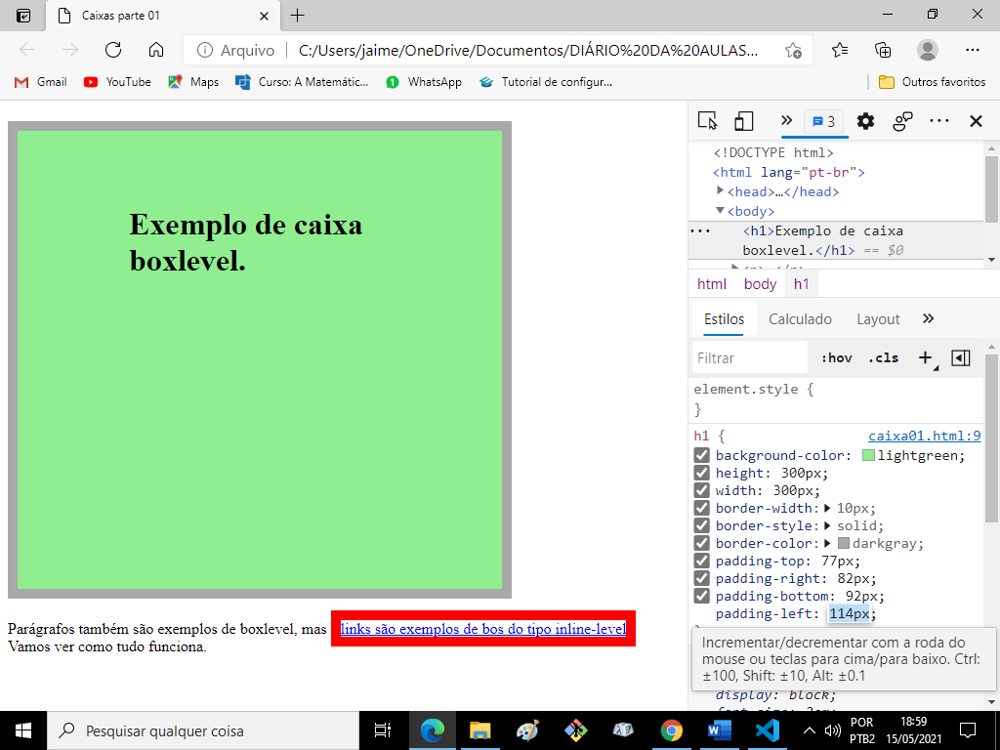 Caixas parte 01
Arquivo
C:/Users/jaime/OneDrive/Documentos/DIÁRIO%20DA%20AULAS...
Gmail
YouTube
Maps
Curso: A Matemátic...
WhatsApp
Tutorial de configur...
Outros favoritos
Exemplo de caixa
boxlevel.
Parágrafos também são exemplos de boxlevel, mas links são exemplos de bos do tipo inline-level
Vamos ver como tudo funciona.
3
<!DOCTYPE html>
<html lang="pt-br">
<head>…</head>
<body>
<h1>Exemplo de caixa
boxlevel.</h1> == $0
html body h1
Estilos Calculado Layout
Filtrar
:hov .cls
element.style {
}
h1 {
caixa01.html:9
background-color: lightgreen;
height: 300px;
width: 300px;
border-width: 10px;
border-style: solid;
border-color: darkgray;
padding-top: 77px;
padding-right: 82px;
padding-bottom: 92px;
padding-left: 114px;
Incrementar/decrementar com a roda do
mouse ou teclas para cima/para baixo. Ctrl:
±100, Shift: ±10, Alt: ±0.1
display: block;
Pesquisar qualquer coisa
POR
PTB2
18:59
15/05/2021